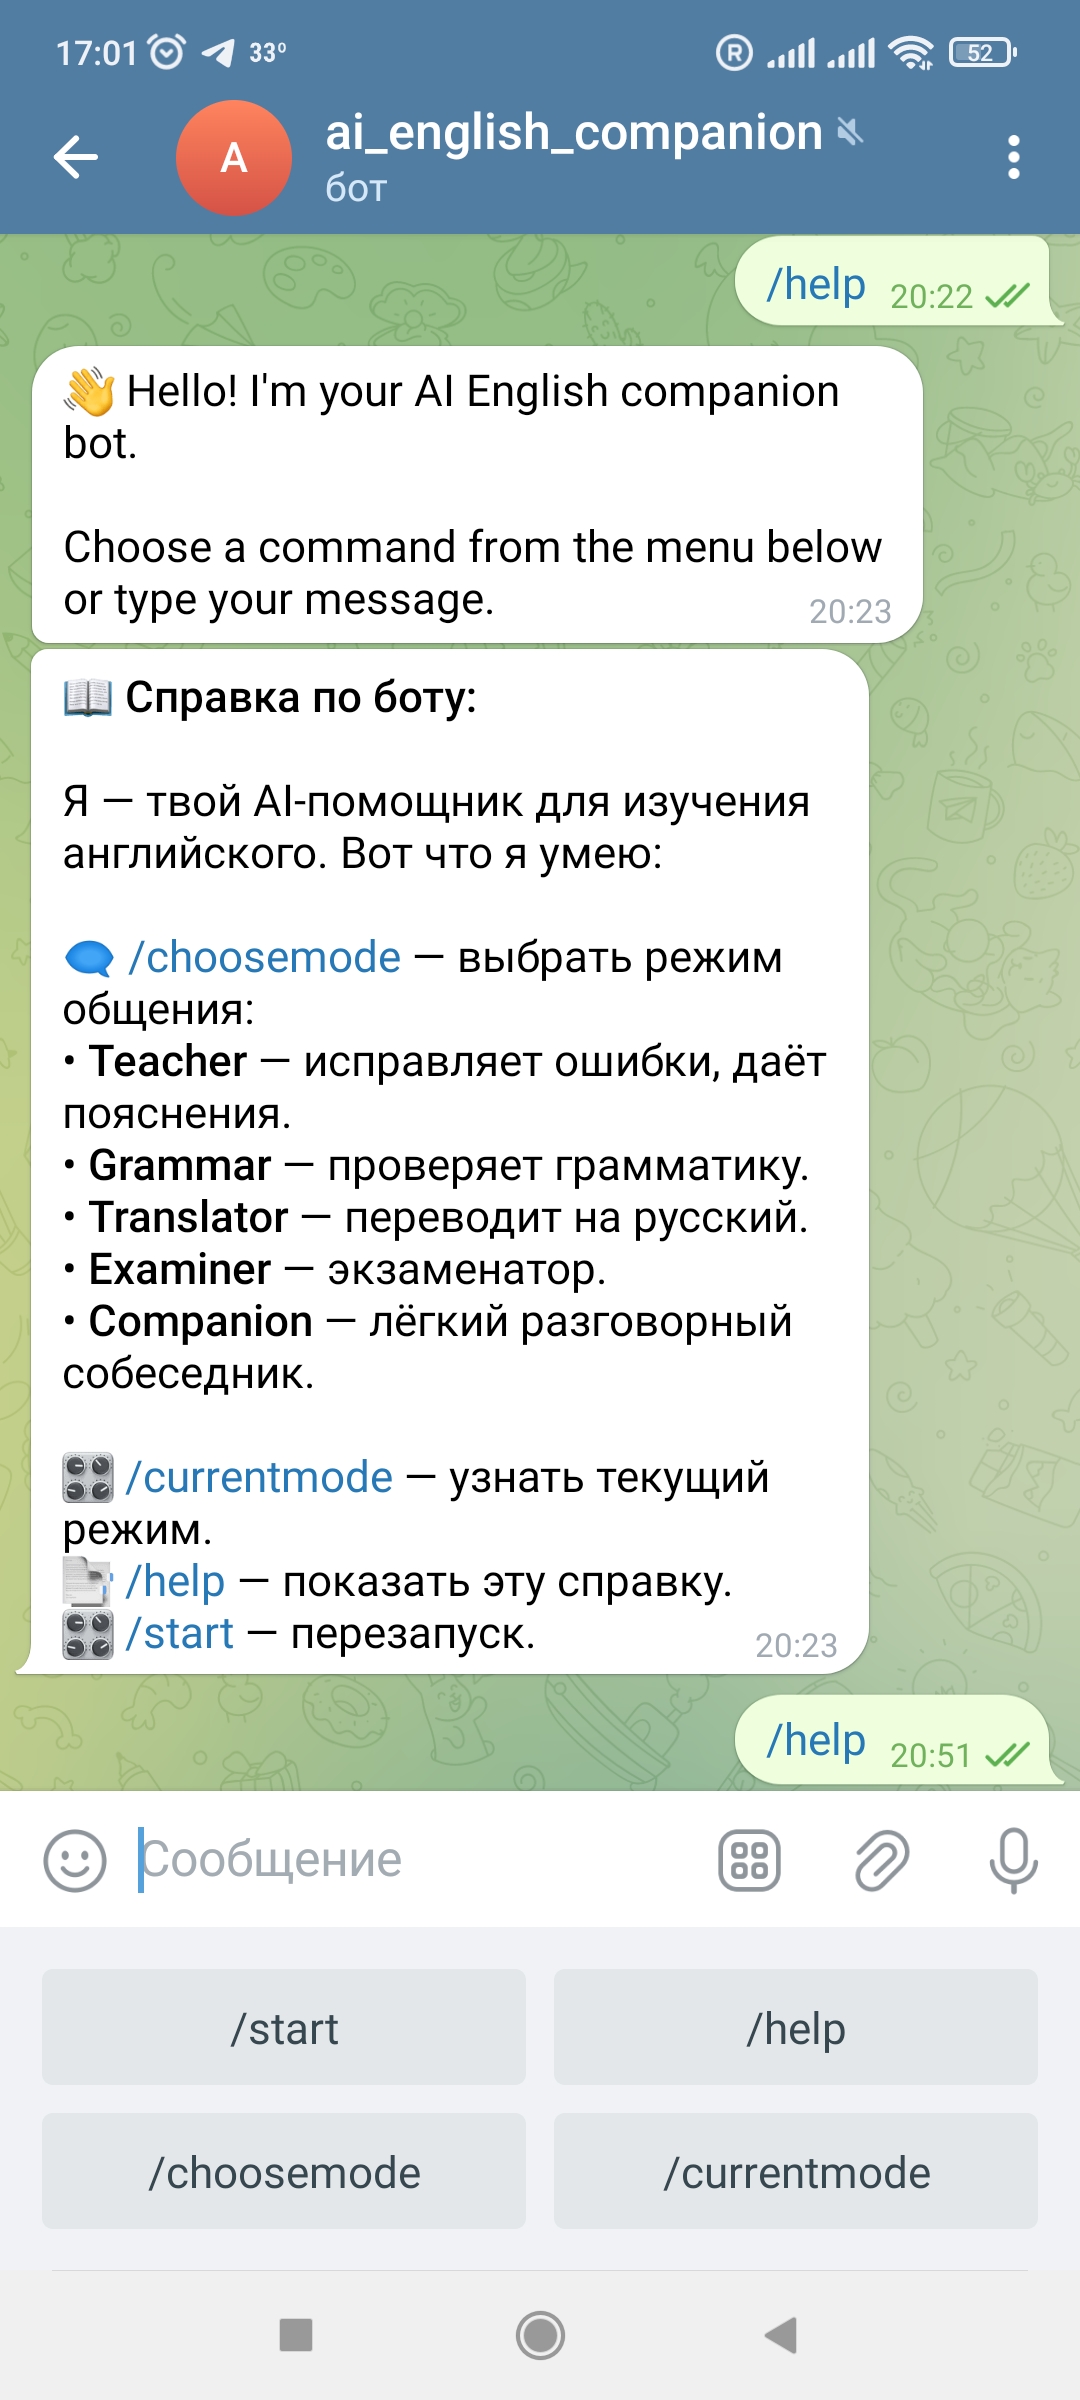 17:01 33°
R 52
A
ai_english_companion
бот
/help 20:22
👋 Hello! I'm your AI English companion
bot.
Choose a command from the menu below
or type your message. 20:23
📖 Справка по боту:
Я — твой AI-помощник для изучения
английского. Вот что я умею:
🗨 /choosemode — выбрать режим
общения:
• Teacher — исправляет ошибки, даёт
пояснения.
• Grammar — проверяет грамматику.
• Translator — переводит на русский.
• Examiner — экзаменатор.
• Companion — лёгкий разговорный
собеседник.
🎛 /currentmode — узнать текущий
режим.
📑 /help — показать эту справку.
🎛 /start — перезапуск. 20:23
/help 20:51
Сообщение
/start
/help
/choosemode
/currentmode